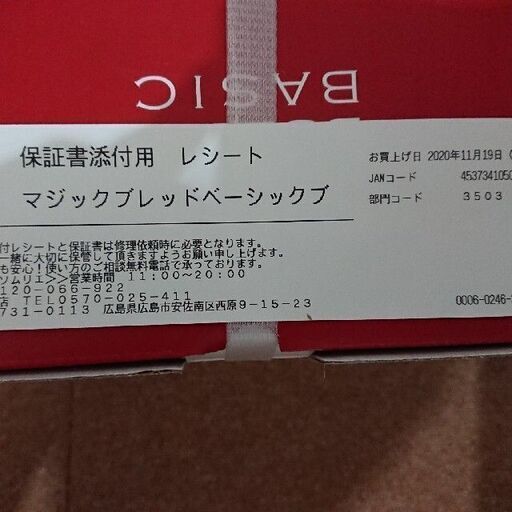 BASIC
保証書添付用 レシート
マジックブレッドベーシックブ
お買上げ日 2020年11月19日(
JANコード 4537341050
部門コード 3503
付レシートと保証書は修理依頼時に必要となります。
一緒に大切に保管して頂きますようお願い申し上げます。
も安心!使い方のご相談無料電話で承っております。
ソムリエ>>営業時間 11:00~20:00
120-066-922
店 TEL0570-025-411
731-0113 広島県広島市安佐南区西原9-15-23
0006-0246-